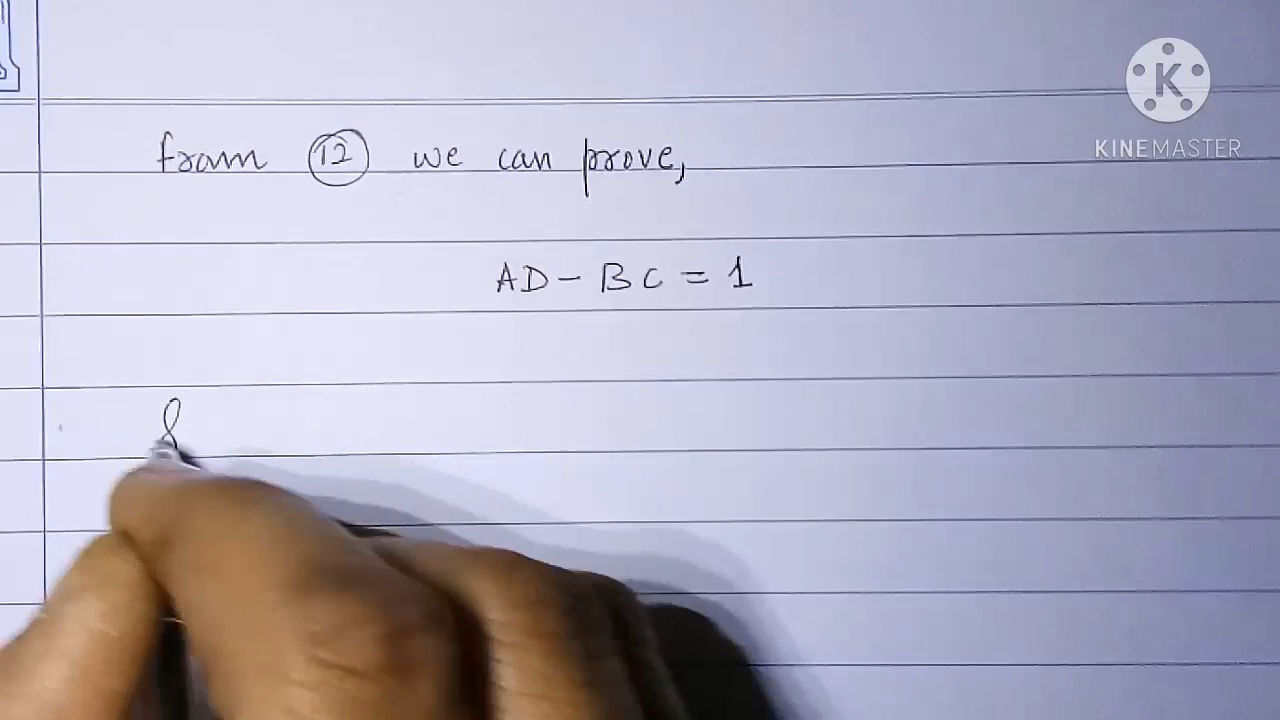 K
KINEMASTER
from 12 we can prove,
AD - BC = 1